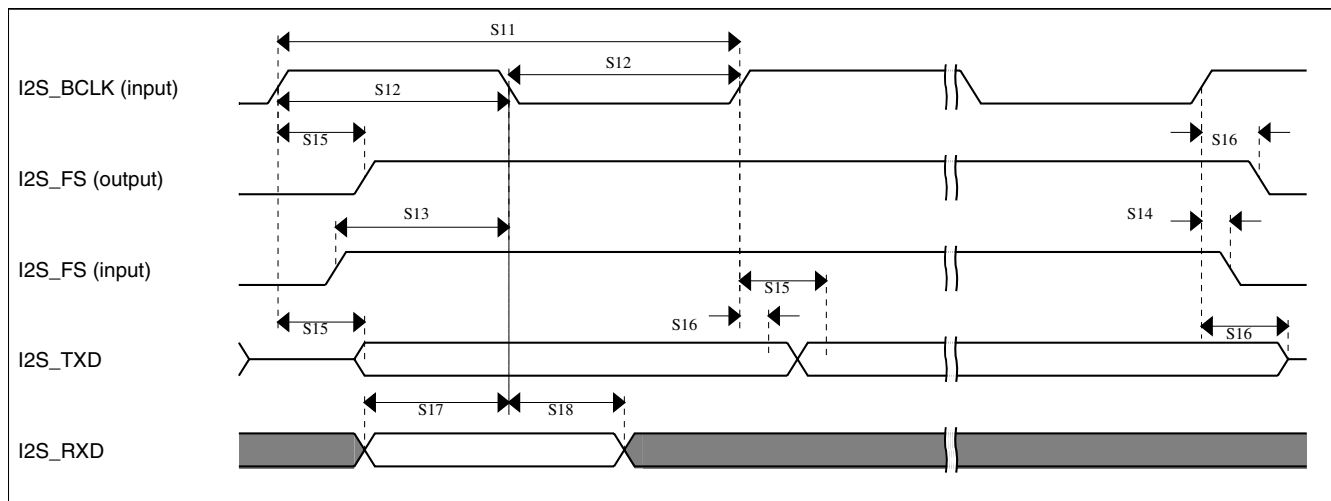 S11
I2S_BCLK (input)
S12
S12
S15
S16
I2S_FS (output)
S13
S14
I2S_FS (input)
S15
S16
S15
S16
I2S_TXD
S17
S18
I2S_RXD